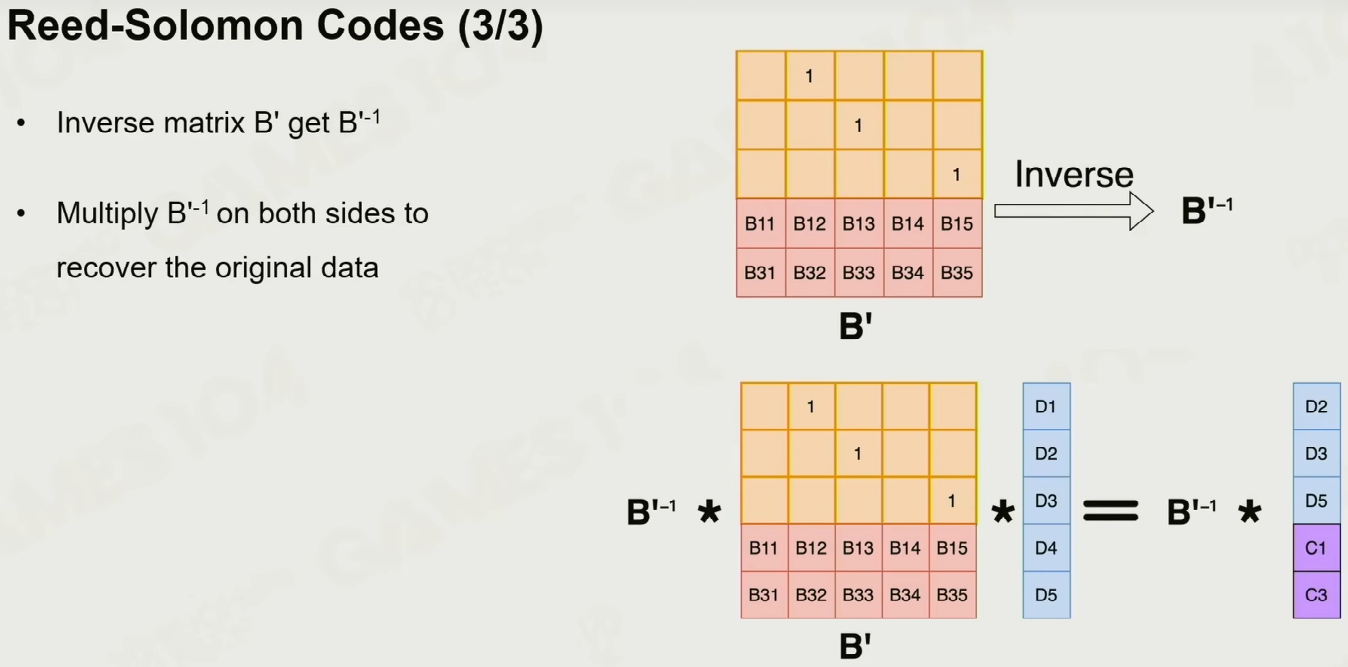 Reed-Solomon Codes (3/3)
• Inverse matrix B' get B'-1
• Multiply B'-1 on both sides to
recover the original data
1
1
1
B11 B12 B13 B14 B15
B31 B32 B33 B34 B35
B'
Inverse
B'-1
B'-1 *
1
1
1
B11 B12 B13 B14 B15
B31 B32 B33 B34 B35
B'
*
D1
D2
D3
D4
D5
=
B'-1 *
D2
D3
D5
C1
C3
GAMES104